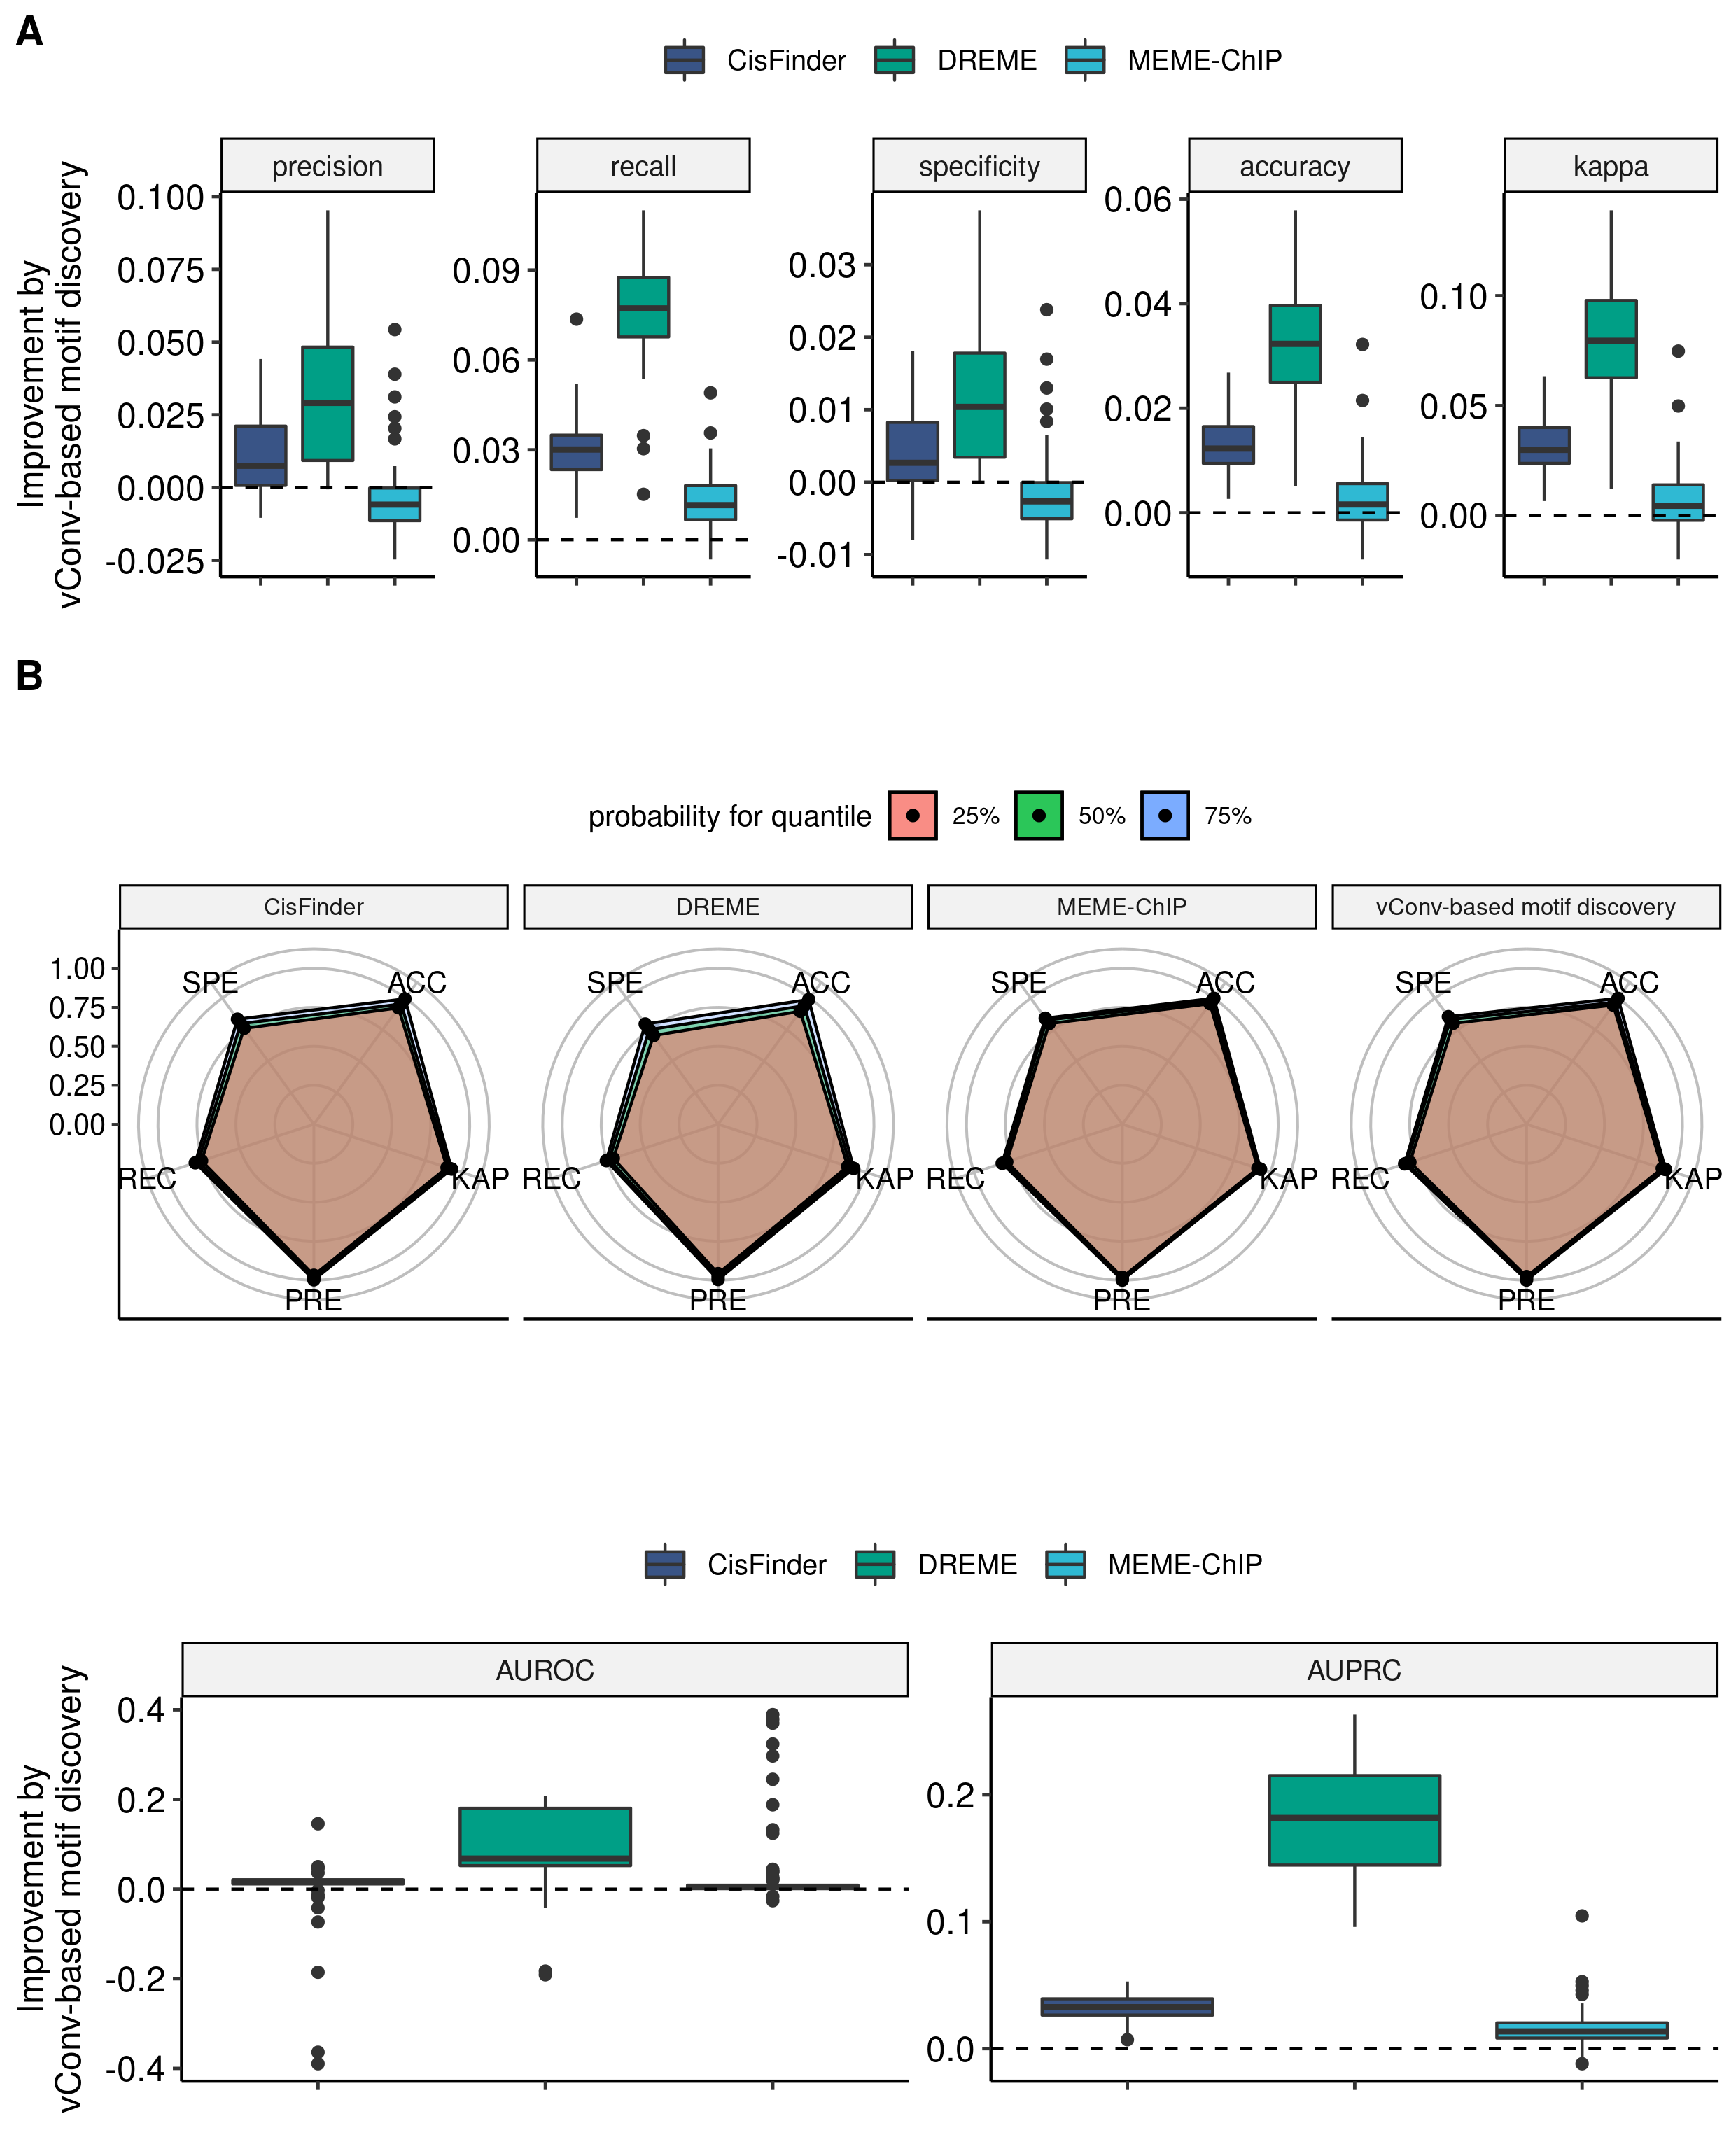 A
CisFinder DREME MEME-ChIP
Improvement by
vConv-based motif discovery
precision
0.100
0.075
0.050
0.025
0.000
-0.025
recall
0.09
0.06
0.03
0.00
specificity
0.03
0.02
0.01
0.00
-0.01
accuracy
0.06
0.04
0.02
0.00
kappa
0.10
0.05
0.00
B
probability for quantile 25% 50% 75%
1.00
0.75
0.50
0.25
0.00
CisFinder
SPE ACC
REC KAP
PRE
DREME
SPE ACC
REC KAP
PRE
MEME-ChIP
SPE ACC
REC KAP
PRE
vConv-based motif discovery
SPE ACC
REC KAP
PRE
CisFinder DREME MEME-ChIP
Improvement by
vConv-based motif discovery
AUROC
0.4
0.2
0.0
-0.2
-0.4
AUPRC
0.2
0.1
0.0